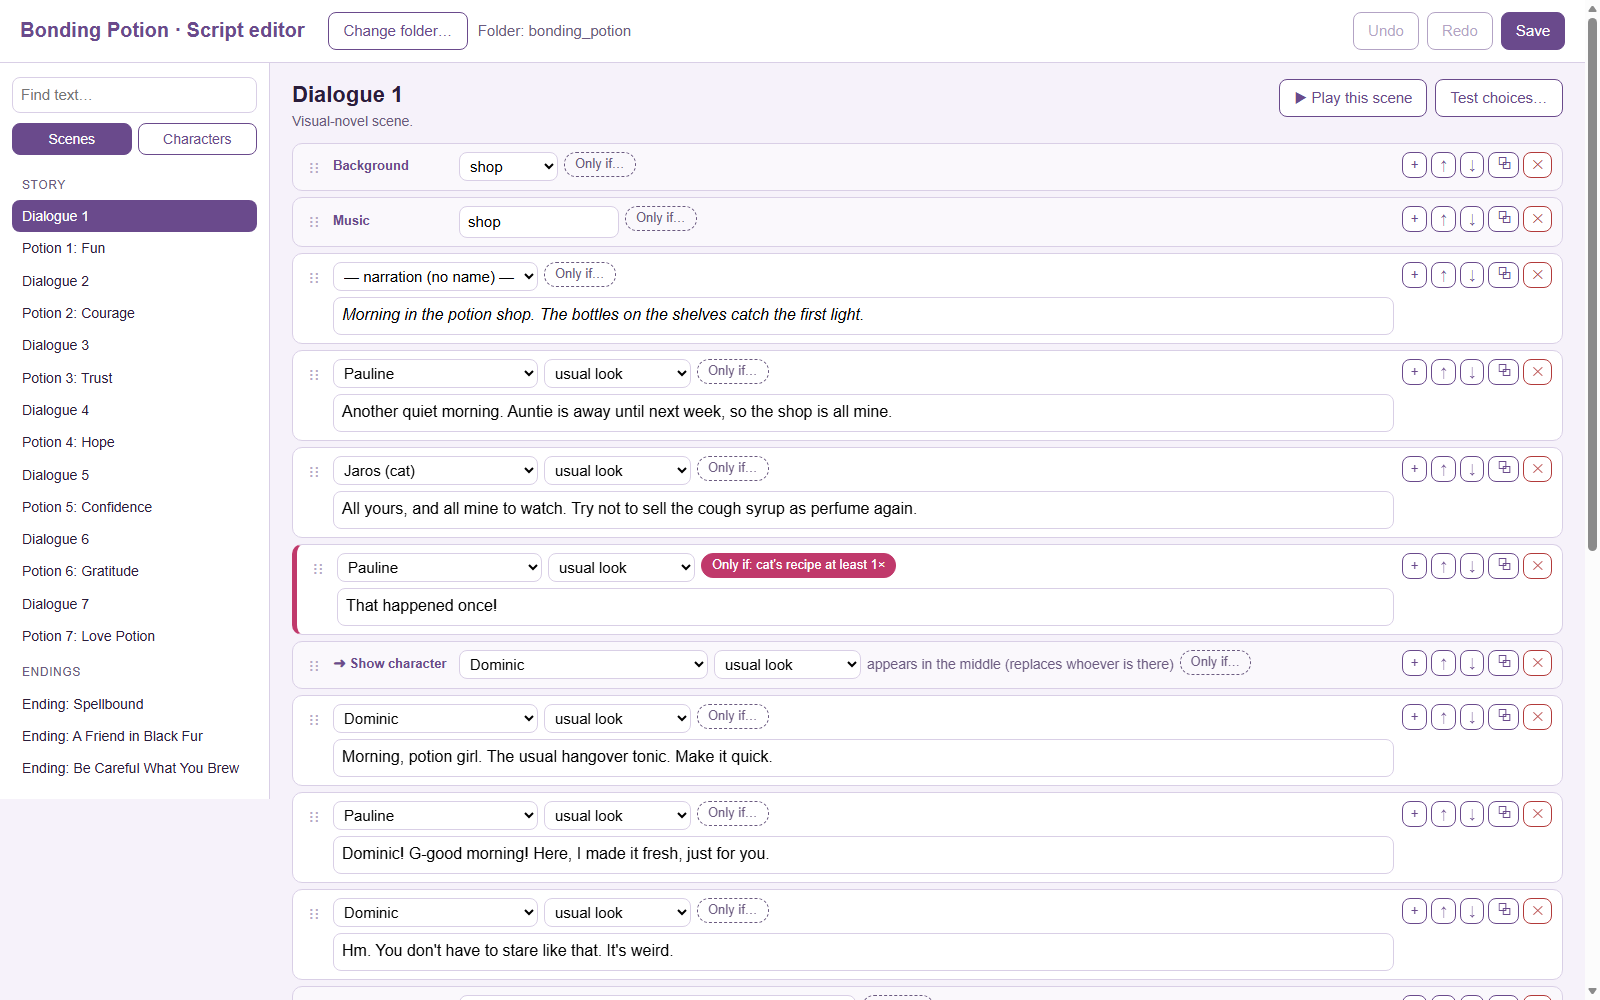 Bonding Potion · Script editor
Change folder…
Folder: bonding_potion
Undo
Redo
Save
Find text…
Scenes
Characters
STORY
Dialogue 1
Potion 1: Fun
Dialogue 2
Potion 2: Courage
Dialogue 3
Potion 3: Trust
Dialogue 4
Potion 4: Hope
Dialogue 5
Potion 5: Confidence
Dialogue 6
Potion 6: Gratitude
Dialogue 7
Potion 7: Love Potion
ENDINGS
Ending: Spellbound
Ending: A Friend in Black Fur
Ending: Be Careful What You Brew
Dialogue 1
Visual-novel scene.
▶ Play this scene
Test choices…
Background shop Only if…
Music shop Only if…
— narration (no name) — Only if…
Morning in the potion shop. The bottles on the shelves catch the first light.
Pauline usual look Only if…
Another quiet morning. Auntie is away until next week, so the shop is all mine.
Jaros (cat) usual look Only if…
All yours, and all mine to watch. Try not to sell the cough syrup as perfume again.
Pauline usual look Only if: cat's recipe at least 1×
That happened once!
➜ Show character Dominic usual look appears in the middle (replaces whoever is there) Only if…
Dominic usual look Only if…
Morning, potion girl. The usual hangover tonic. Make it quick.
Pauline usual look Only if…
Dominic! G-good morning! Here, I made it fresh, just for you.
Dominic usual look Only if…
Hm. You don't have to stare like that. It's weird.